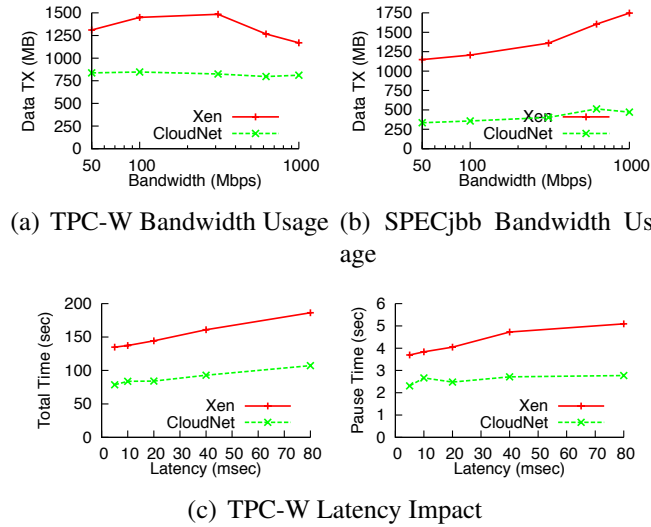 1500
1250
1000
750
500
250
0
Data TX (MB)
Xen
CloudNet
50 100 1000
Bandwidth (Mbps)
1750
1500
1250
1000
750
500
250
0
Data TX (MB)
Xen
CloudNet
50 100 1000
Bandwidth (Mbps)
(a) TPC-W Bandwidth Usage (b) SPECjbb Bandwidth Us
age
200
150
100
50
0
Total Time (sec)
Xen
CloudNet
0 10 20 30 40 50 60 70 80
Latency (msec)
6
5
4
3
2
1
0
Pause Time (sec)
Xen
CloudNet
0 10 20 30 40 50 60 70 80
Latency (msec)
(c) TPC-W Latency Impact